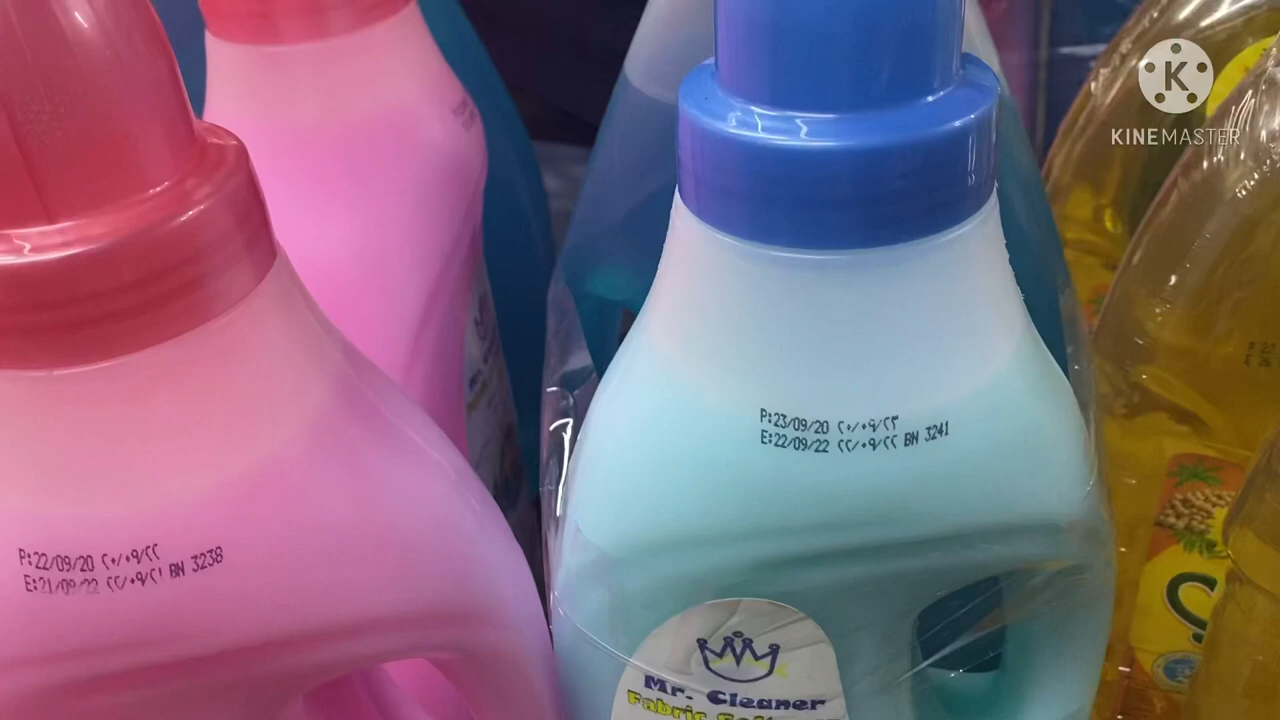 KINEMASTER
P:23/09/20 ٢٠/٠٩/٢٣
E:22/09/22 ٢٢/٠٩/٢٢ BN 3241
P:22/09/20 ٢٠/٠٩/٢٢
E:21/09/22 ٢٢/٠٩/٢١ BN 3238
Mr. Cleaner
Fabric